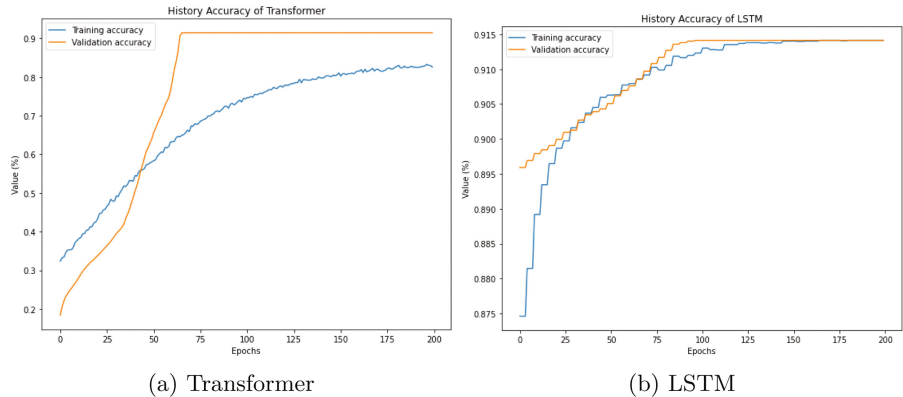 History Accuracy of Transformer
Training accuracy
Validation accuracy
0.9
0.8
0.7
0.6
0.5
0.4
0.3
0.2
Value (%)
0 25 50 75 100 125 150 175 200
Epochs
(a) Transformer
History Accuracy of LSTM
Training accuracy
Validation accuracy
0.915
0.910
0.905
0.900
0.895
0.890
0.885
0.880
0.875
Value (%)
0 25 50 75 100 125 150 175 200
Epochs
(b) LSTM